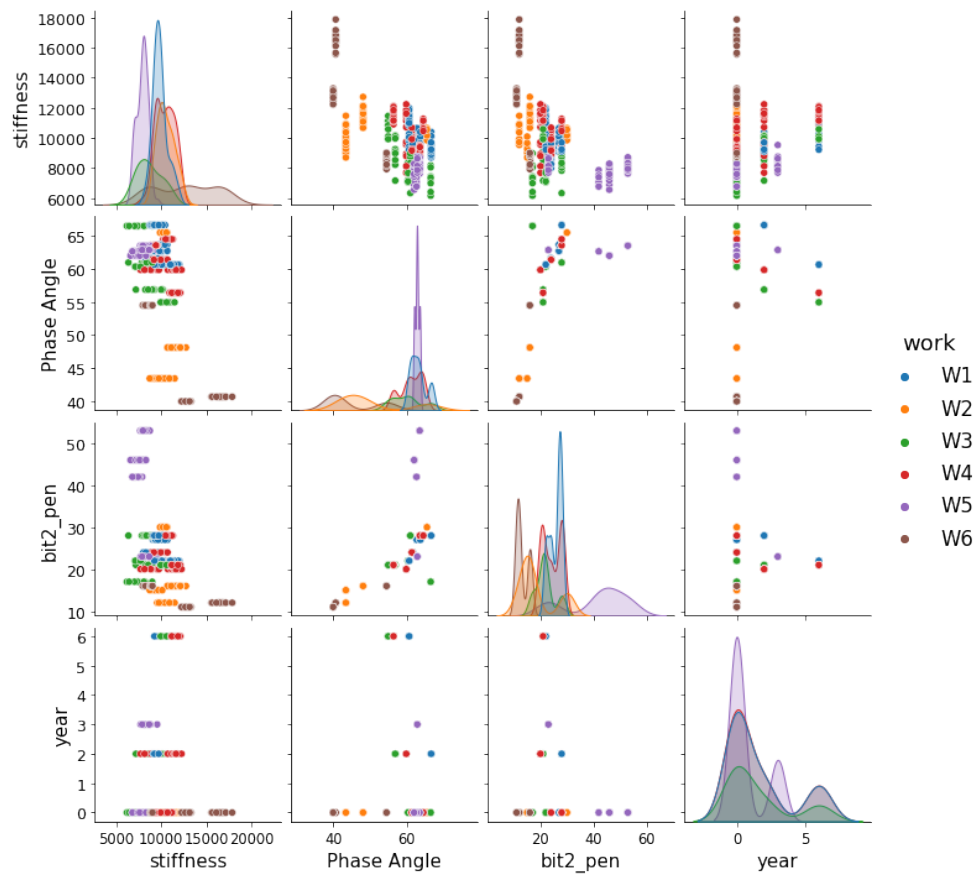 18000
16000
14000
12000
10000
8000
6000
stiffness
65
60
55
50
45
40
Phase Angle
work
W1
W2
W3
W4
W5
W6
50
40
30
20
10
bit2_pen
6
5
4
3
2
1
0
year
5000 10000 15000 20000
40 60
20 40 60
0 5
stiffness
Phase Angle
bit2_pen
year